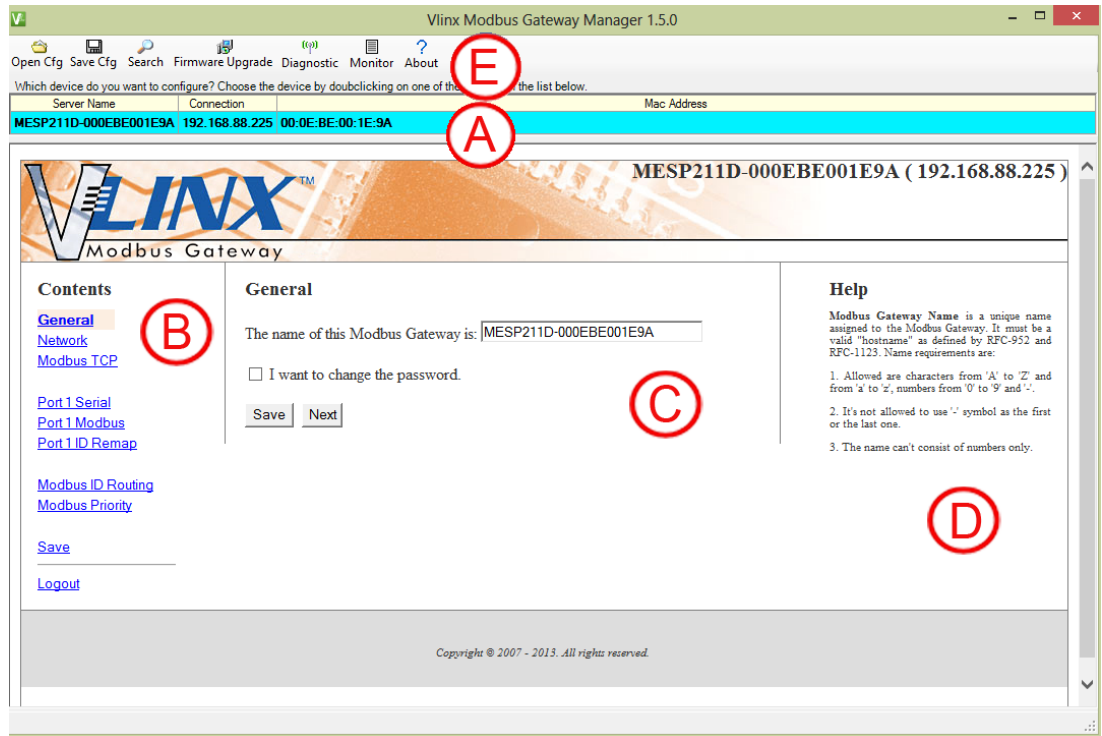 Vlinx Modbus Gateway Manager 1.5.0
Open Cfg Save Cfg Search Firmware Upgrade Diagnostic Monitor About
E
Which device do you want to configure? Choose the device by doubclicking on one of the the list below.
Server Name Connection Mac Address
MESP211D-000EBE001E9A 192.168.88.225 00:0E:BE:00:1E:9A
A
MESP211D-000EBE001E9A ( 192.168.88.225 )
VLINX TM
Modbus Gateway
Contents
General
Network
Modbus TCP
B
Port 1 Serial
Port 1 Modbus
Port 1 ID Remap
Modbus ID Routing
Modbus Priority
Save
Logout
General
The name of this Modbus Gateway is: MESP211D-000EBE001E9A
I want to change the password.
Save Next
C
Help
Modbus Gateway Name is a unique name
assigned to the Modbus Gateway. It must be a
valid "hostname" as defined by RFC-952 and
RFC-1123. Name requirements are:
1. Allowed are characters from 'A' to 'Z' and
from 'a' to 'z', numbers from '0' to '9' and '-'.
2. It's not allowed to use '-' symbol as the first
or the last one.
3. The name can't consist of numbers only.
D
Copyright © 2007 - 2013. All rights reserved.